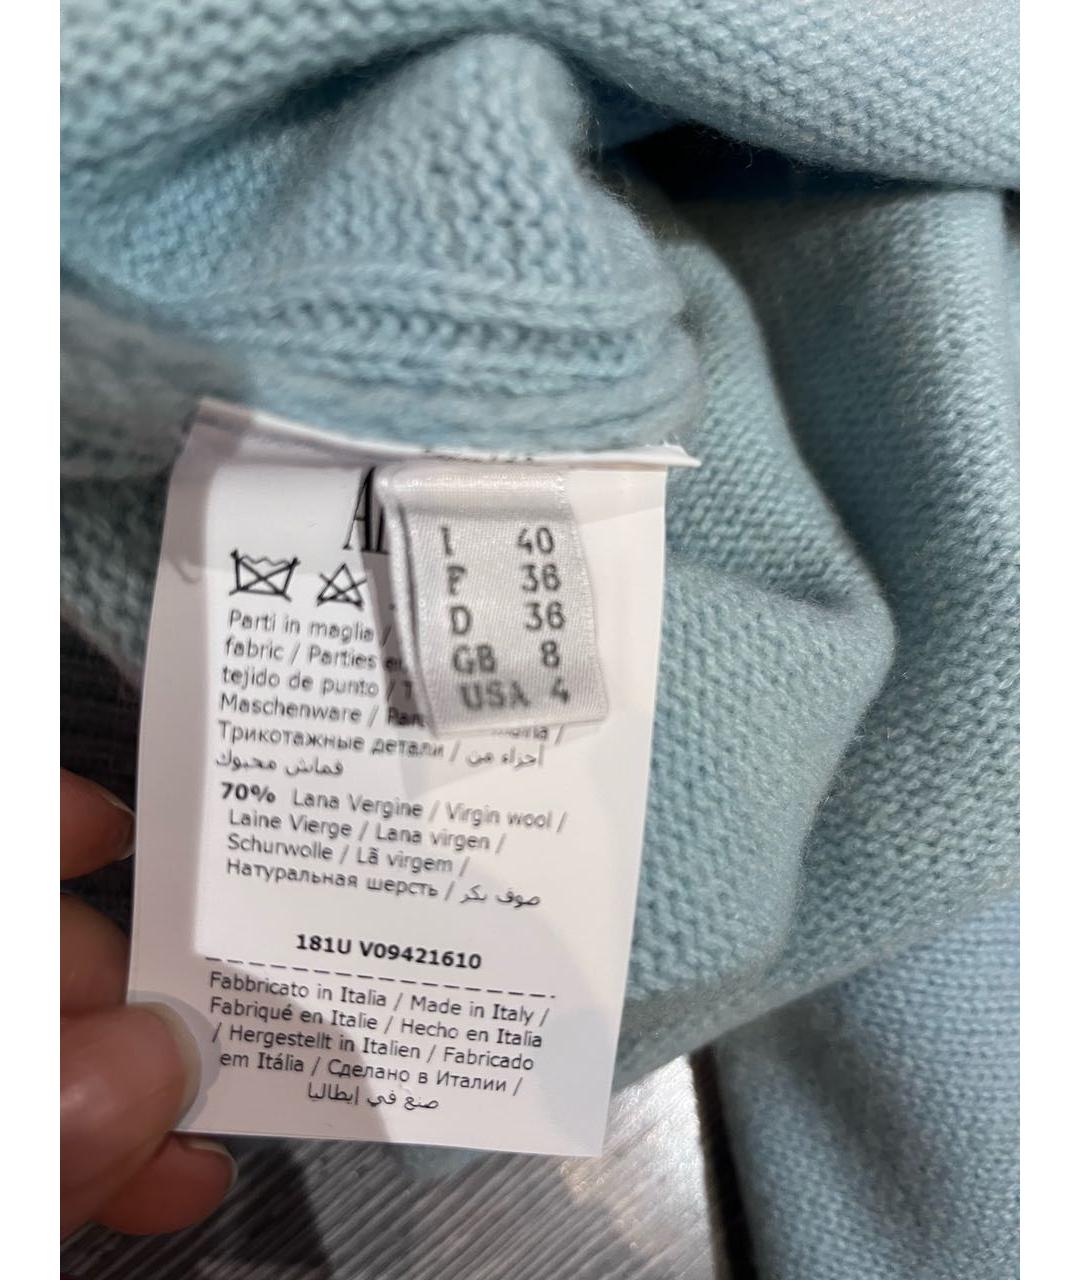 I 40
F 36
D 36
GB 8
USA 4
Parti in maglia /
fabric / Parties
tejido de punto /
Maschenware /
Трикотажные детали / أجزاء من
قماش محبوك
70% Lana Vergine / Virgin wool /
Laine Vierge / Lana virgen /
Schurwolle / Lã virgem /
Натуральная шерсть / صوف بكر
181U V09421610
Fabbricato in Italia / Made in Italy /
Fabriqué en Italie / Hecho en Italia
/ Hergestellt in Italien / Fabricado
em Itália / Сделано в Италии /
صنع في إيطاليا